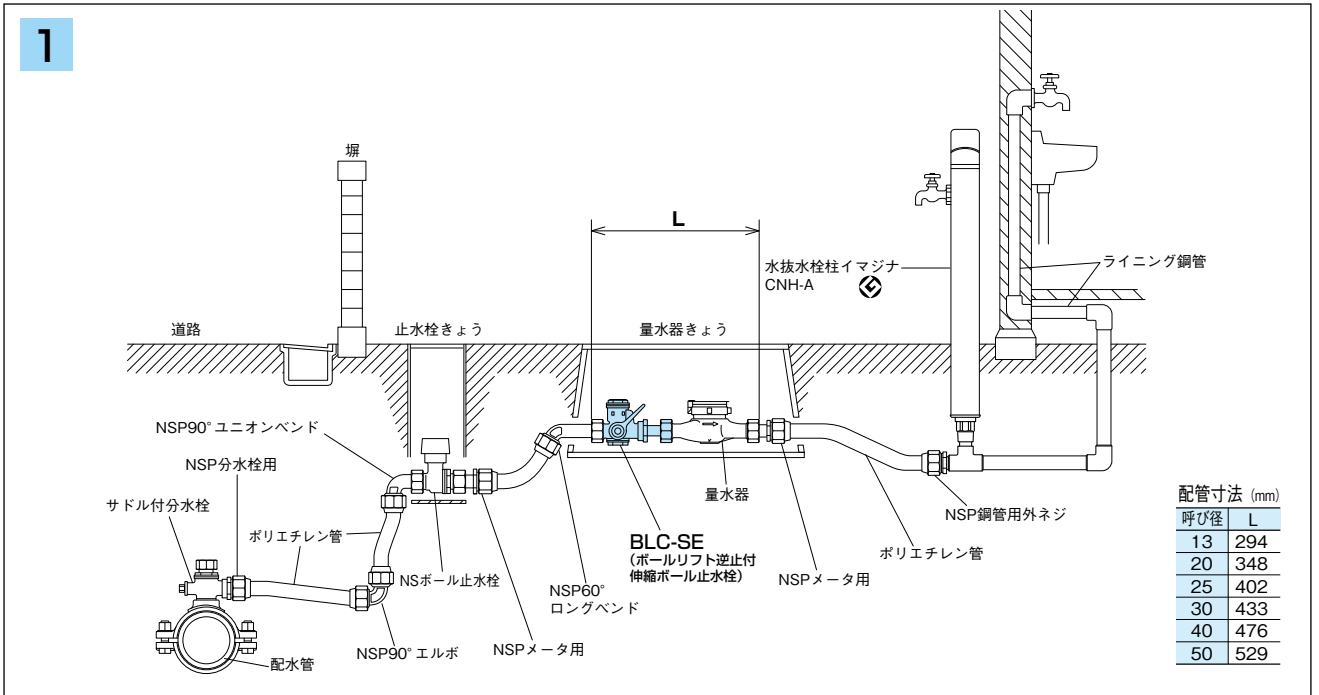 1
塀
L
水抜水栓柱イマジナ
CNH-A
ライニング鋼管
道路
止水栓きょう
量水器きょう
NSP90°ユニオンベンド
NSP分水栓用
サドル付分水栓
ポリエチレン管
NSボール止水栓
BLC-SE
(ボールリフト逆止付
伸縮ボール止水栓)
量水器
NSP鋼管用外ネジ
ポリエチレン管
NSP60°
ロングベンド
NSPメータ用
NSP90°エルボ
NSPメータ用
配水管
配管寸法 (mm)
呼び径 L
13 294
20 348
25 402
30 433
40 476
50 529